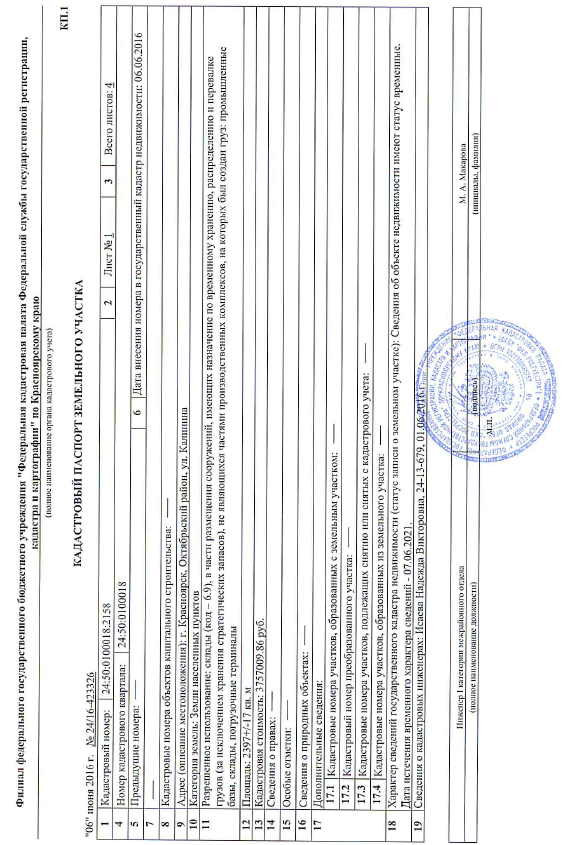 Филиал федерального государственного бюджетного учреждения "Федеральная кадастровая палата Федеральной службы государственной регистрации,
кадастра и картографии" по Красноярскому краю
(полное наименование органа кадастрового учета)
КП.1
КАДАСТРОВЫЙ ПАСПОРТ ЗЕМЕЛЬНОГО УЧАСТКА
"06" июня 2016 г. № 24/16-423326
1 Кадастровый номер: 24:50:0100018:2158 2 Лист № 1 3 Всего листов: 4
4 Номер кадастрового квартала: 24:50:0100018
5 Предыдущие номера: —— 6 Дата внесения номера в государственный кадастр недвижимости: 06.06.2016
7 ——
8 Кадастровые номера объектов капитального строительства: ——
9 Адрес (описание местоположения): г. Красноярск, Октябрьский район, ул. Калинина
10 Категория земель: Земли населенных пунктов
11 Разрешенное использование: склады (код – 6.9), в части размещения сооружений, имеющих назначение по временному хранению, распределению и перевалке
грузов (за исключением хранения стратегических запасов), не являющихся частями производственных комплексов, на которых был создан груз: промышленные
базы, склады, погрузочные терминалы
12 Площадь: 2397+/-17 кв. м
13 Кадастровая стоимость: 3757009.86 руб.
14 Сведения о правах: ——
15 Особые отметки: ——
16 Сведения о природных объектах: ——
17 Дополнительные сведения:
17.1 Кадастровые номера участков, образованных с земельным участком: ——
17.2 Кадастровый номер преобразованного участка: ——
17.3 Кадастровые номера участков, подлежащих снятию или снятых с кадастрового учета: ——
17.4 Кадастровые номера участков, образованных из земельного участка: ——
18 Характер сведений государственного кадастра недвижимости (статус записи о земельном участке): Сведения об объекте недвижимости имеют статус временные.
Дата истечения временного характера сведений - 07.06.2021.
19 Сведения о кадастровых инженерах: Исаева Надежда Викторовна, 24-13-679, 01.06.2016 г.
Инженер I категории межрайонного отдела М. А. Макарова
(полное наименование должности) (подпись) (инициалы, фамилия)
М.П.